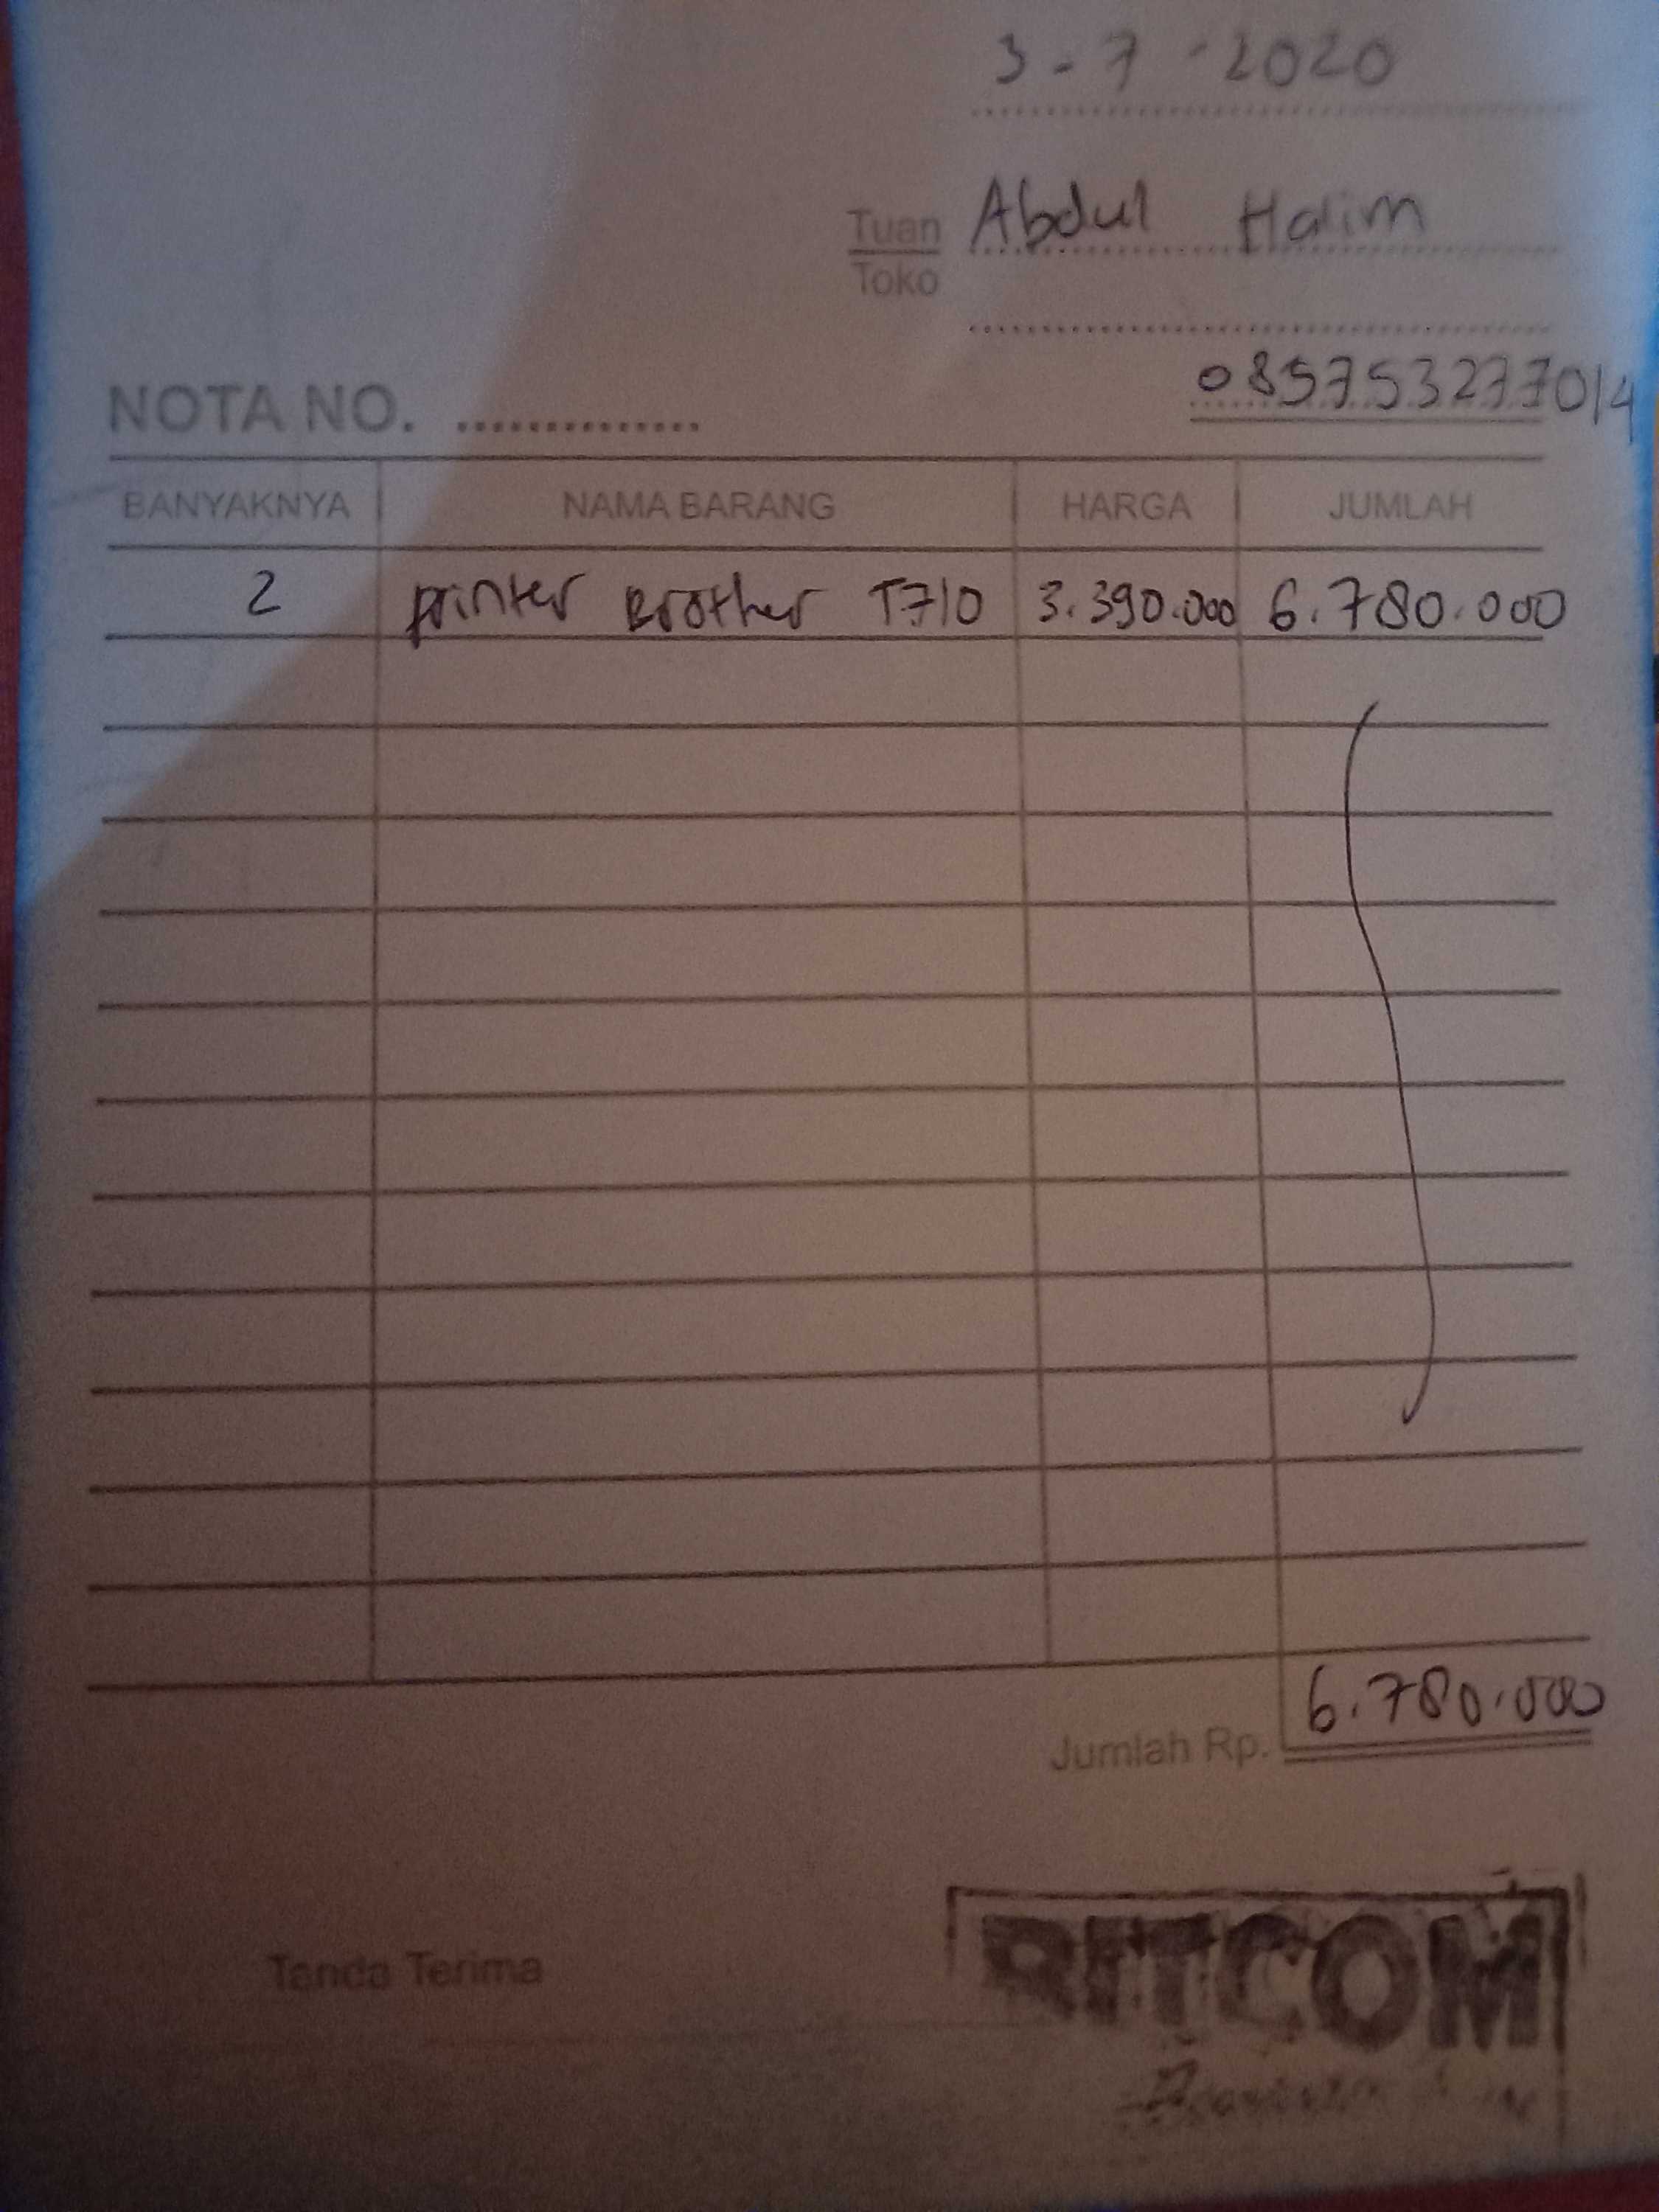 3 - 7 - 2020
Tuan Abdul Halim
Toko
085753277014
NOTA NO. ...............
BANYAKNYA NAMA BARANG HARGA JUMLAH
2 printer Brother T710 3.390.000 6.780.000
Jumlah Rp. 6.780.000
Tanda Terima
RITCOM